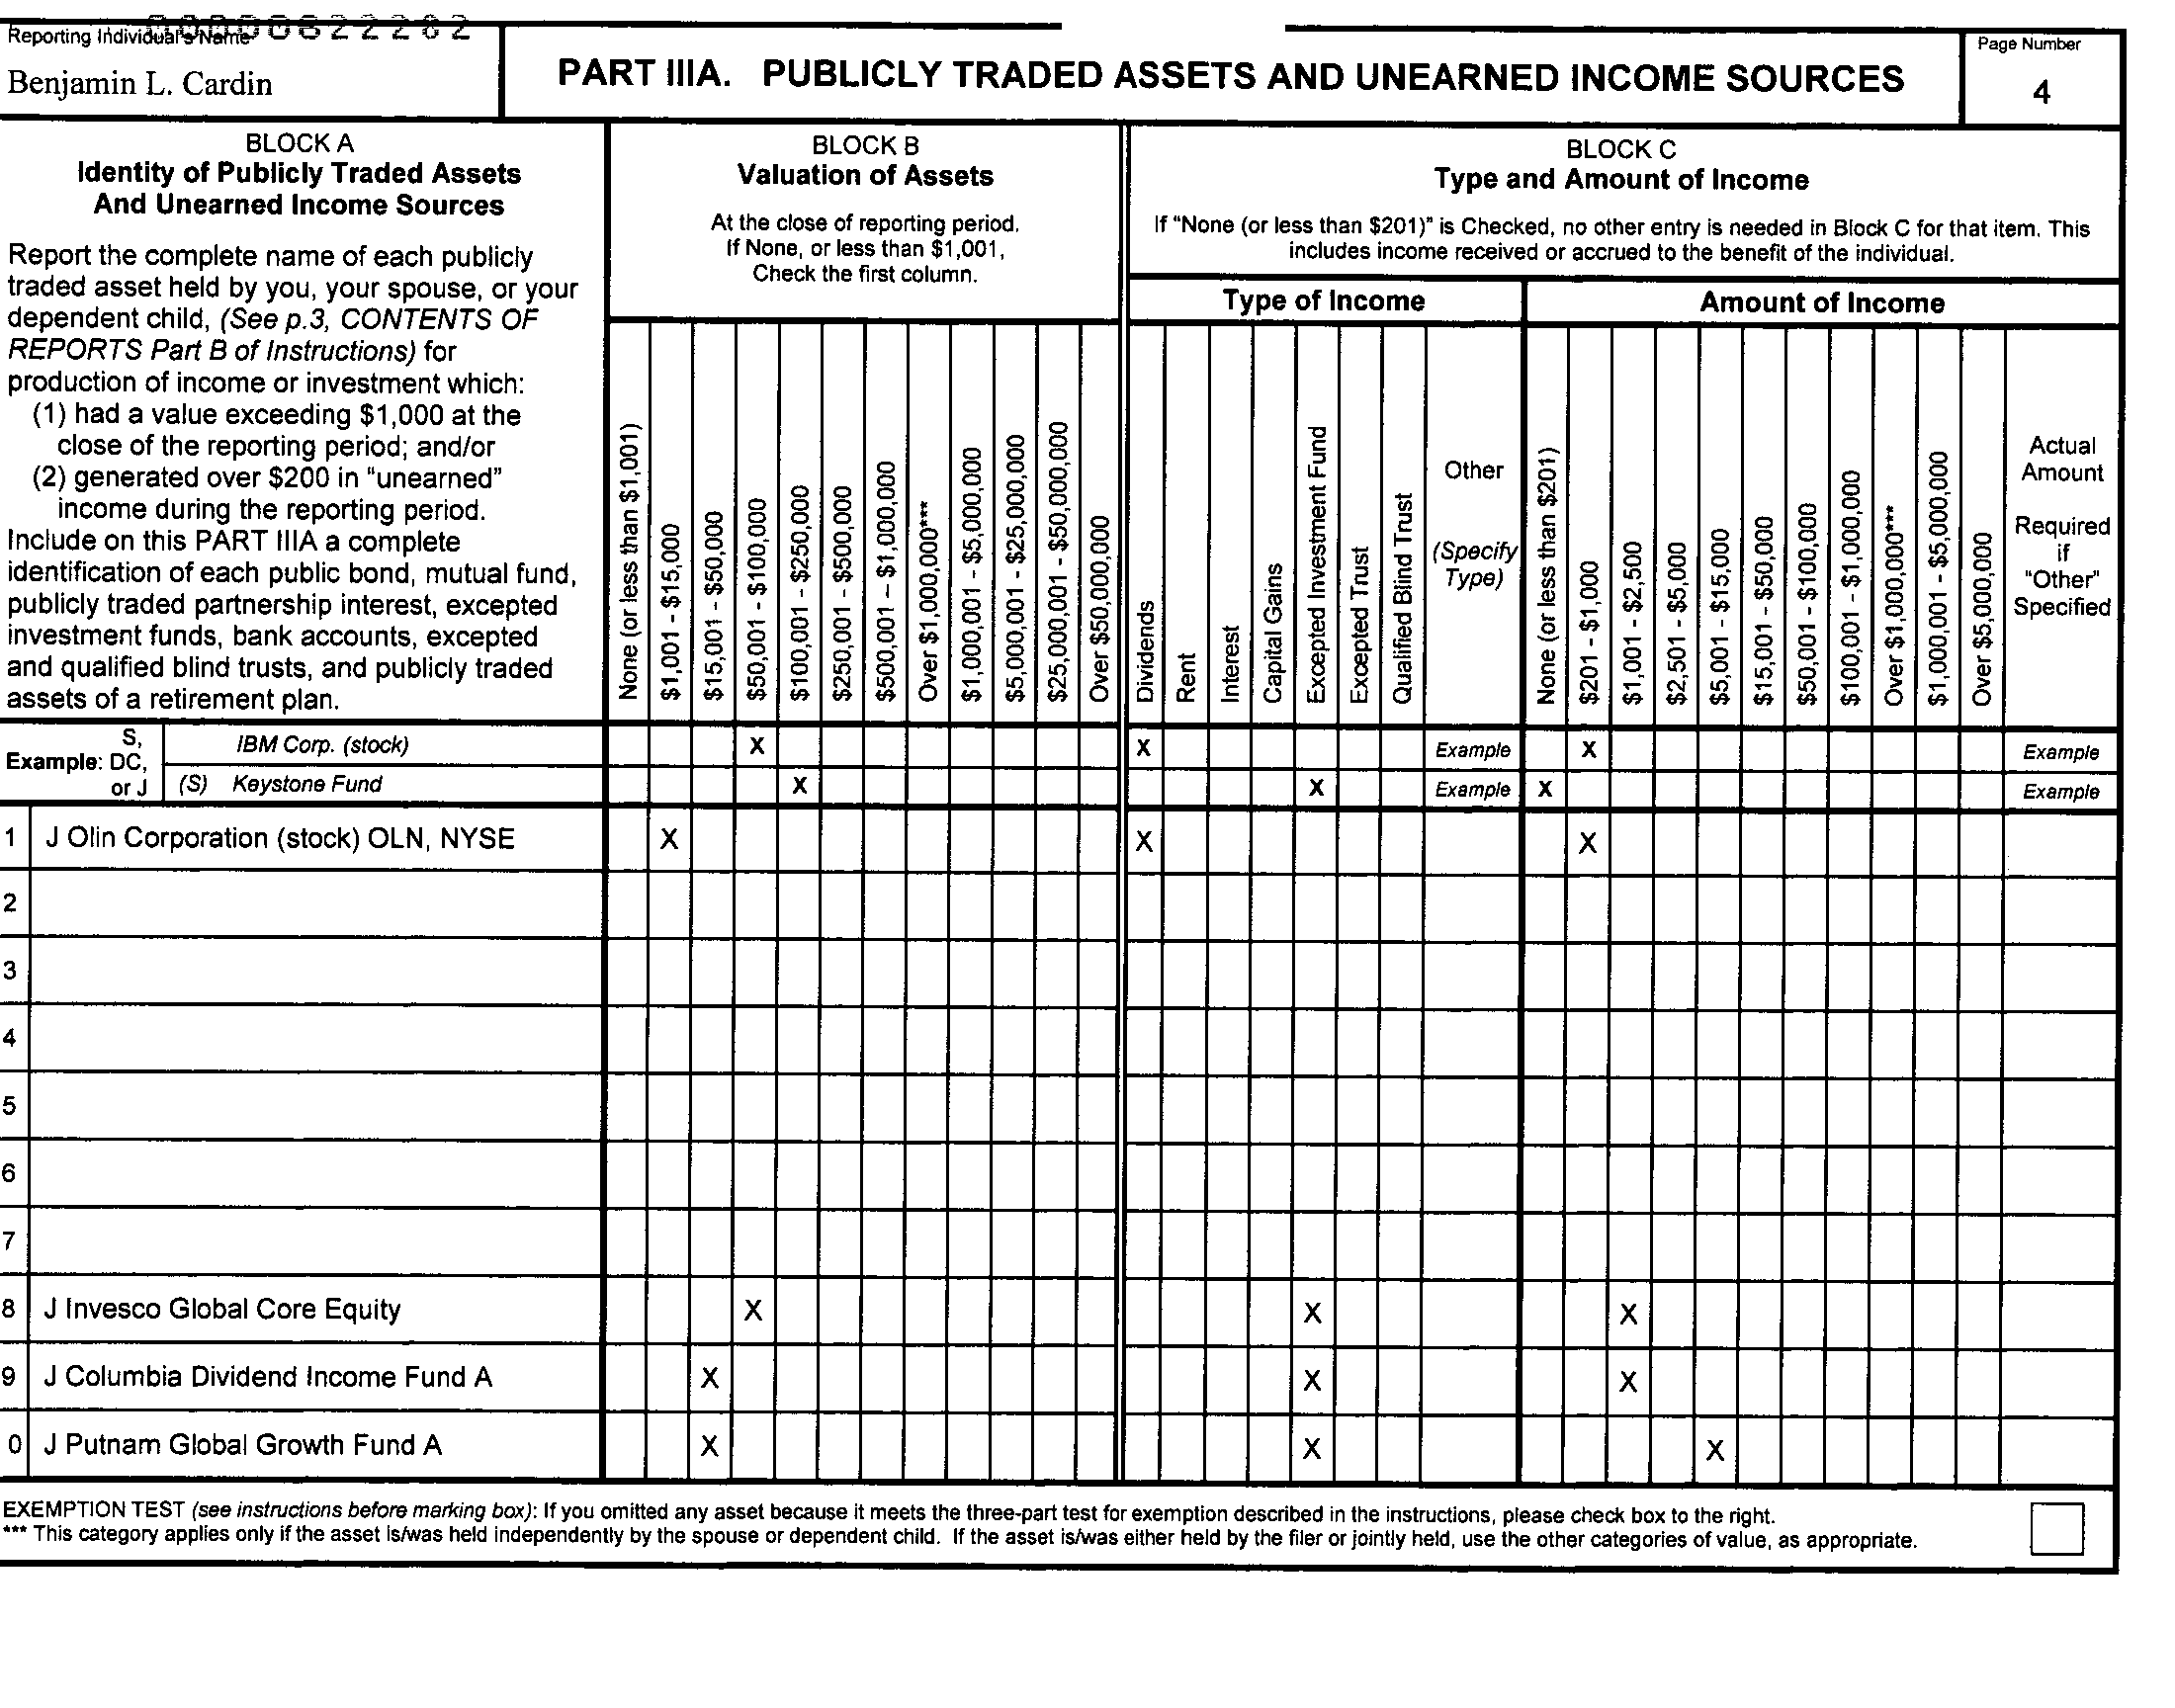 00000622262
Reporting Individual's Name
Benjamin L. Cardin
PART IIIA. PUBLICLY TRADED ASSETS AND UNEARNED INCOME SOURCES
Page Number
4
BLOCK A
Identity of Publicly Traded Assets
And Unearned Income Sources
Report the complete name of each publicly
traded asset held by you, your spouse, or your
dependent child, (See p.3, CONTENTS OF
REPORTS Part B of Instructions) for
production of income or investment which:
(1) had a value exceeding $1,000 at the
close of the reporting period; and/or
(2) generated over $200 in “unearned”
income during the reporting period.
Include on this PART IIIA a complete
identification of each public bond, mutual fund,
publicly traded partnership interest, excepted
investment funds, bank accounts, excepted
and qualified blind trusts, and publicly traded
assets of a retirement plan.
BLOCK B
Valuation of Assets
At the close of reporting period.
If None, or less than $1,001,
Check the first column.
None (or less than $1,001)
$1,001 - $15,000
$15,001 - $50,000
$50,001 - $100,000
$100,001 - $250,000
$250,001 - $500,000
$500,001 – $1,000,000
Over $1,000,000***
$1,000,001 - $5,000,000
$5,000,001 - $25,000,000
$25,000,001 - $50,000,000
Over $50,000,000
BLOCK C
Type and Amount of Income
If “None (or less than $201)” is Checked, no other entry is needed in Block C for that item. This
includes income received or accrued to the benefit of the individual.
Type of Income
Dividends
Rent
Interest
Capital Gains
Excepted Investment Fund
Excepted Trust
Qualified Blind Trust
Other
(Specify
Type)
Amount of Income
None (or less than $201)
$201 - $1,000
$1,001 - $2,500
$2,501 - $5,000
$5,001 - $15,000
$15,001 - $50,000
$50,001 - $100,000
$100,001 - $1,000,000
Over $1,000,000***
$1,000,001 - $5,000,000
Over $5,000,000
Actual
Amount
Required
if
"Other"
Specified
Example: S, DC, or J
IBM Corp. (stock) X X Example X Example
(S) Keystone Fund X X Example X Example
1 J Olin Corporation (stock) OLN, NYSE X X X
2
3
4
5
6
7
8 J Invesco Global Core Equity X X X
9 J Columbia Dividend Income Fund A X X X
0 J Putnam Global Growth Fund A X X X
EXEMPTION TEST (see instructions before marking box): If you omitted any asset because it meets the three-part test for exemption described in the instructions, please check box to the right.
*** This category applies only if the asset is/was held independently by the spouse or dependent child. If the asset is/was either held by the filer or jointly held, use the other categories of value, as appropriate.